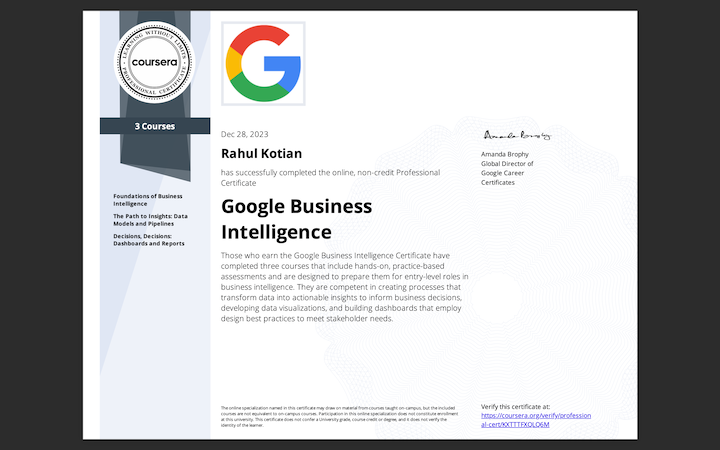 LEARNING WITHOUT LIMITS
coursera
PROFESSIONAL CERTIFICATE
3 Courses
Foundations of Business
Intelligence
The Path to Insights: Data
Models and Pipelines
Decisions, Decisions:
Dashboards and Reports
Dec 28, 2023
Rahul Kotian
has successfully completed the online, non-credit Professional
Certificate
Google Business
Intelligence
Those who earn the Google Business Intelligence Certificate have
completed three courses that include hands-on, practice-based
assessments and are designed to prepare them for entry-level roles in
business intelligence. They are competent in creating processes that
transform data into actionable insights to inform business decisions,
developing data visualizations, and building dashboards that employ
design best practices to meet stakeholder needs.
The online specialization named in this certificate may draw on material from courses taught on-campus, but the included
courses are not equivalent to on-campus courses. Participation in this online specialization does not constitute enrollment
at this university. This certificate does not confer a University grade, course credit or degree, and it does not verify the
identity of the learner.
Amanda Brophy
Amanda Brophy
Global Director of
Google Career
Certificates
Verify this certificate at:
https://coursera.org/verify/profession
al-cert/KXTTTFXQLQ6M